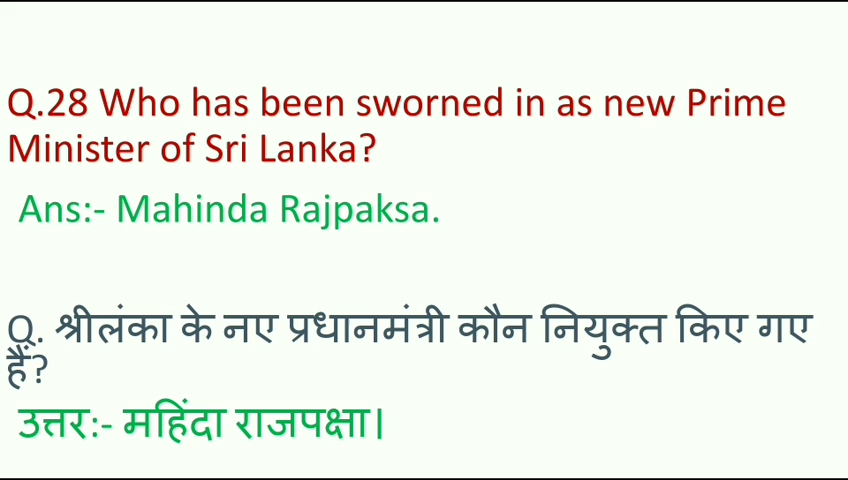 Q.28 Who has been sworned in as new Prime
Minister of Sri Lanka?
Ans:- Mahinda Rajpaksa.
Q. श्रीलंका के नए प्रधानमंत्री कौन नियुक्त किए गए
हैं?
उत्तर:- महिंदा राजपक्षा।